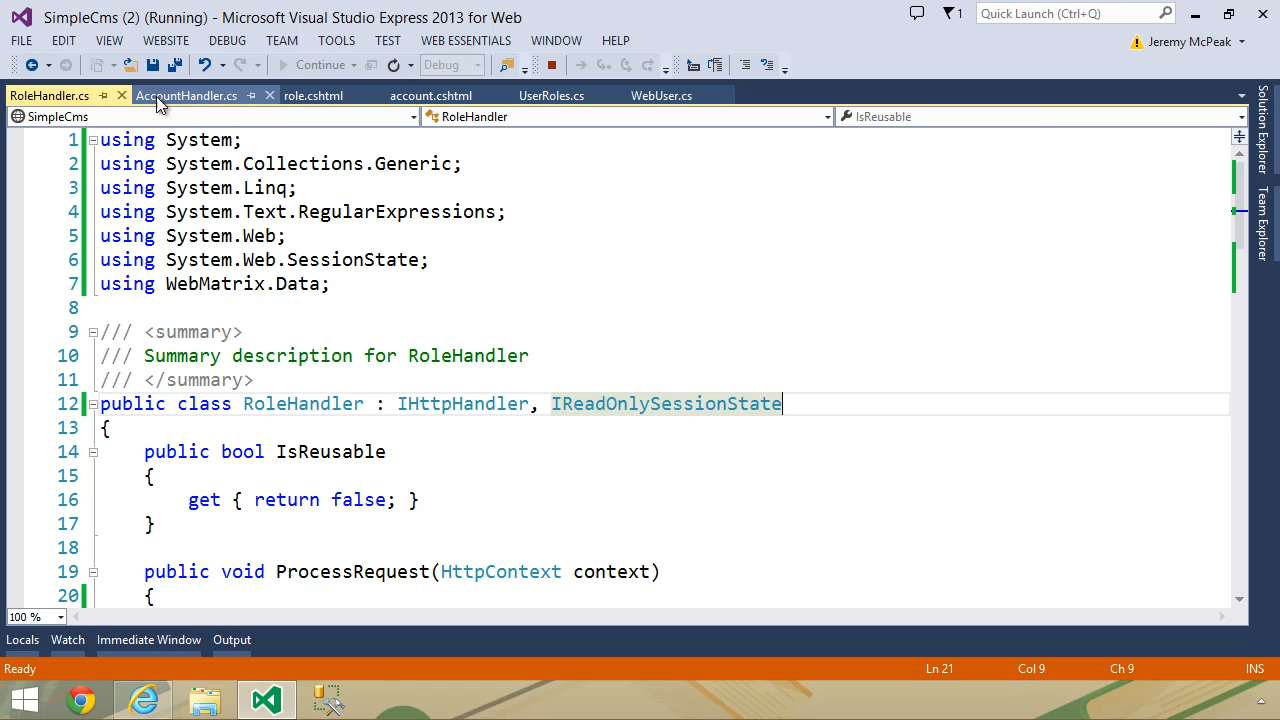 SimpleCms (2) (Running) - Microsoft Visual Studio Express 2013 for Web
1
Quick Launch (Ctrl+Q)
FILE EDIT VIEW WEBSITE DEBUG TEAM TOOLS TEST WEB ESSENTIALS WINDOW HELP
Jeremy McPeak
Continue
Debug
RoleHandler.cs AccountHandler.cs role.cshtml account.cshtml UserRoles.cs WebUser.cs
SimpleCms RoleHandler IsReusable
1 using System;
2 using System.Collections.Generic;
3 using System.Linq;
4 using System.Text.RegularExpressions;
5 using System.Web;
6 using System.Web.SessionState;
7 using WebMatrix.Data;
8
9 /// <summary>
10 /// Summary description for RoleHandler
11 /// </summary>
12 public class RoleHandler : IHttpHandler, IReadOnlySessionState
13 {
14 public bool IsReusable
15 {
16 get { return false; }
17 }
18
19 public void ProcessRequest(HttpContext context)
20 {
100 %
Solution Explorer
Team Explorer
Locals Watch Immediate Window Output
Ready Ln 21 Col 9 Ch 9 INS